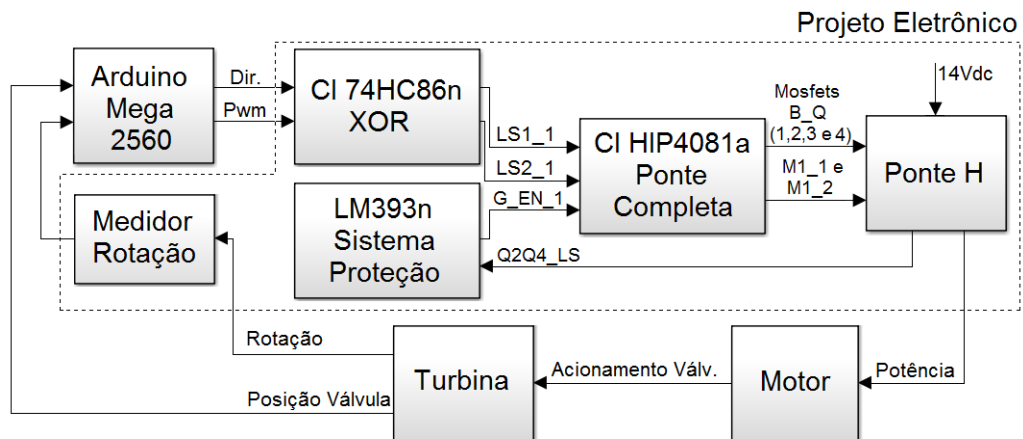 Projeto Eletrônico
Arduino
Mega
2560
Dir.
Pwm
CI 74HC86n
XOR
LS1_1
LS2_1
G_EN_1
CI HIP4081a
Ponte
Completa
Mosfets
B_Q
(1,2,3 e 4)
M1_1 e
M1_2
14Vdc
Ponte H
Medidor
Rotação
LM393n
Sistema
Proteção
Q2Q4_LS
Rotação
Posição Válvula
Turbina
Acionamento Válv.
Motor
Potência